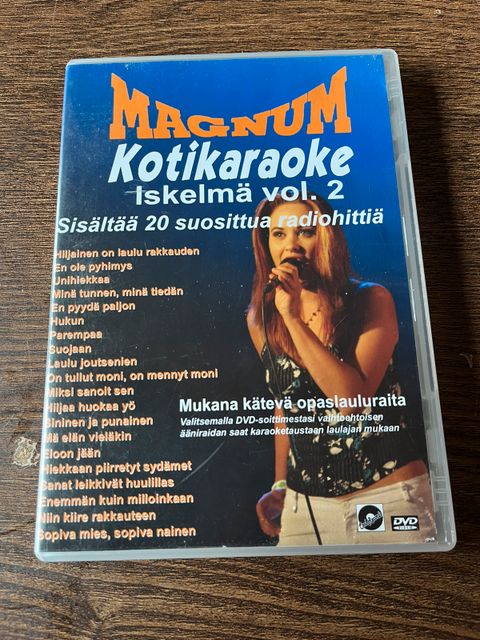 MAGNUM
Kotikaraoke
Iskelmä vol. 2
Sisältää 20 suosittua radiohittiä
Hiljainen on laulu rakkauden
En ole pyhimys
Unihiekkaa
Minä tunnen, minä tiedän
En pyydä paljon
Hukun
Parempaa
Suojaan
Laulu joutsenien
On tullut moni, on mennyt moni
Miksi sanoit sen
Hiljaa huokaa yö
Sininen ja punainen
Mä elän vieläkin
Eloon jään
Hiekkaan piirretyt sydämet
Sanat leikkivät huulillas
Enemmän kuin milloinkaan
Niin kiire rakkauteen
Sopiva mies, sopiva nainen
Mukana kätevä opaslauluraita
Valitsemalla DVD-soittimestasi vaihtoehtoisen
ääniraidan saat karaoketaustaan laulajan mukaan
DVD
VIDEO